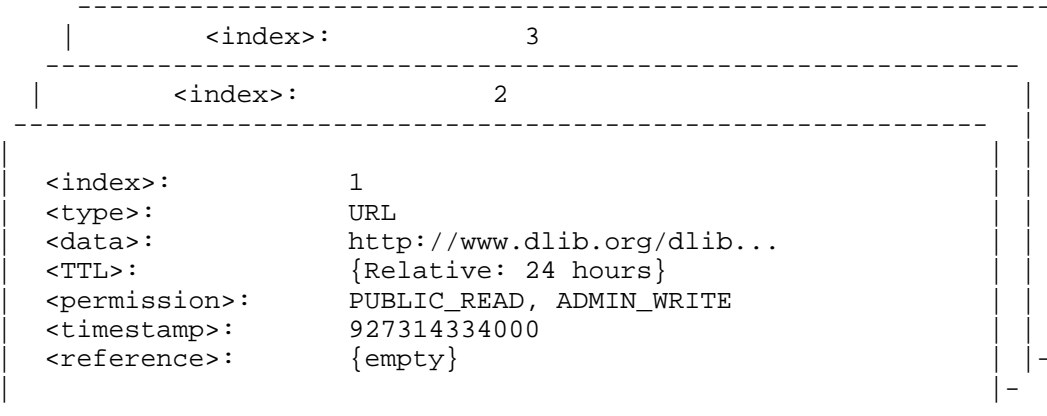 <index>: 3
<index>: 2
<index>: 1
<type>: URL
<data>: http://www.dlib.org/dlib...
<TTL>: {Relative: 24 hours}
<permission>: PUBLIC_READ, ADMIN_WRITE
<timestamp>: 927314334000
<reference>: {empty}